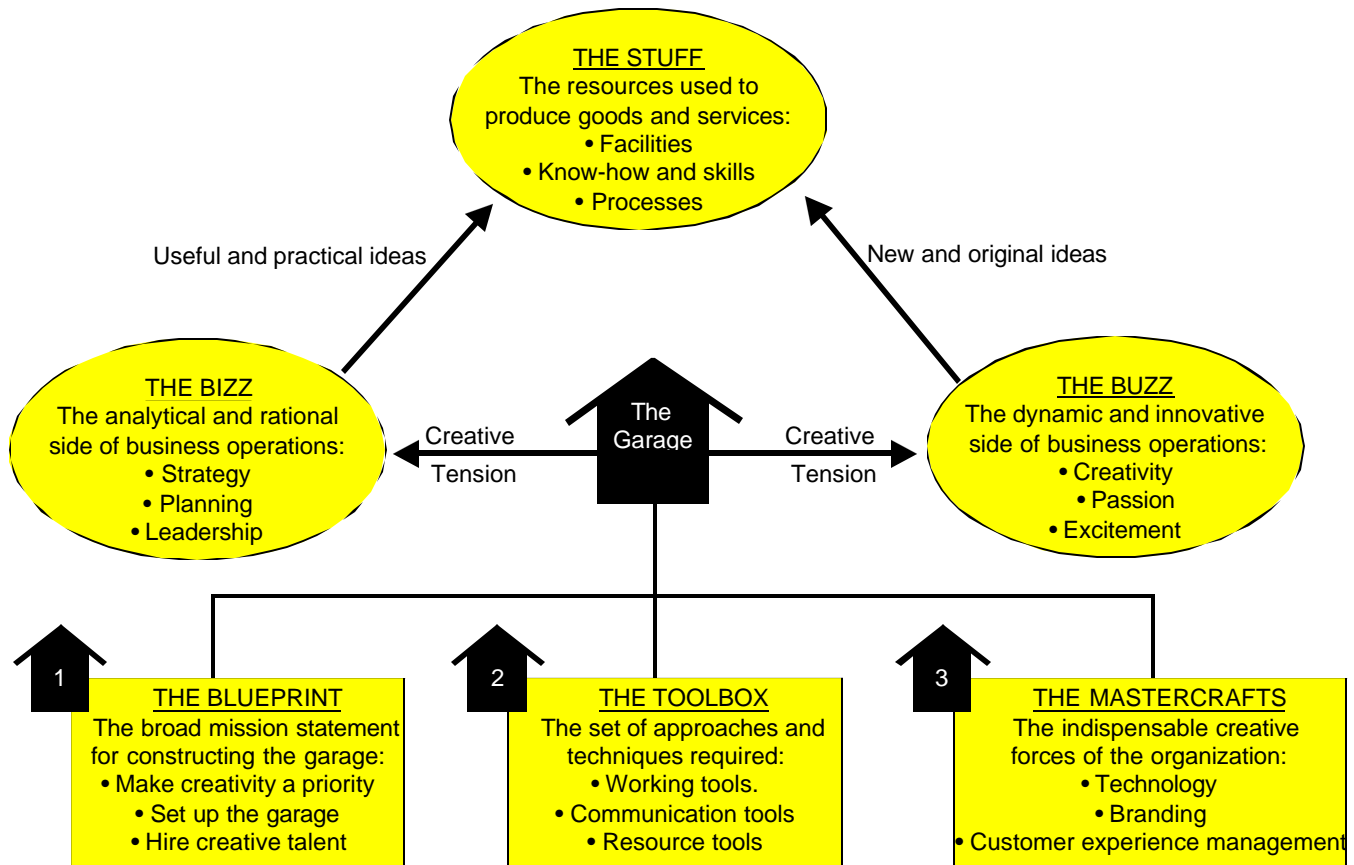 THE STUFF
The resources used to
produce goods and services:
• Facilities
• Know-how and skills
• Processes
Useful and practical ideas
New and original ideas
THE BIZZ
The analytical and rational
side of business operations:
• Strategy
• Planning
• Leadership
Creative
Tension
The
Garage
Creative
Tension
THE BUZZ
The dynamic and innovative
side of business operations:
• Creativity
• Passion
• Excitement
1
THE BLUEPRINT
The broad mission statement
for constructing the garage:
• Make creativity a priority
• Set up the garage
• Hire creative talent
2
THE TOOLBOX
The set of approaches and
techniques required:
• Working tools.
• Communication tools
• Resource tools
3
THE MASTERCRAFTS
The indispensable creative
forces of the organization:
• Technology
• Branding
• Customer experience management